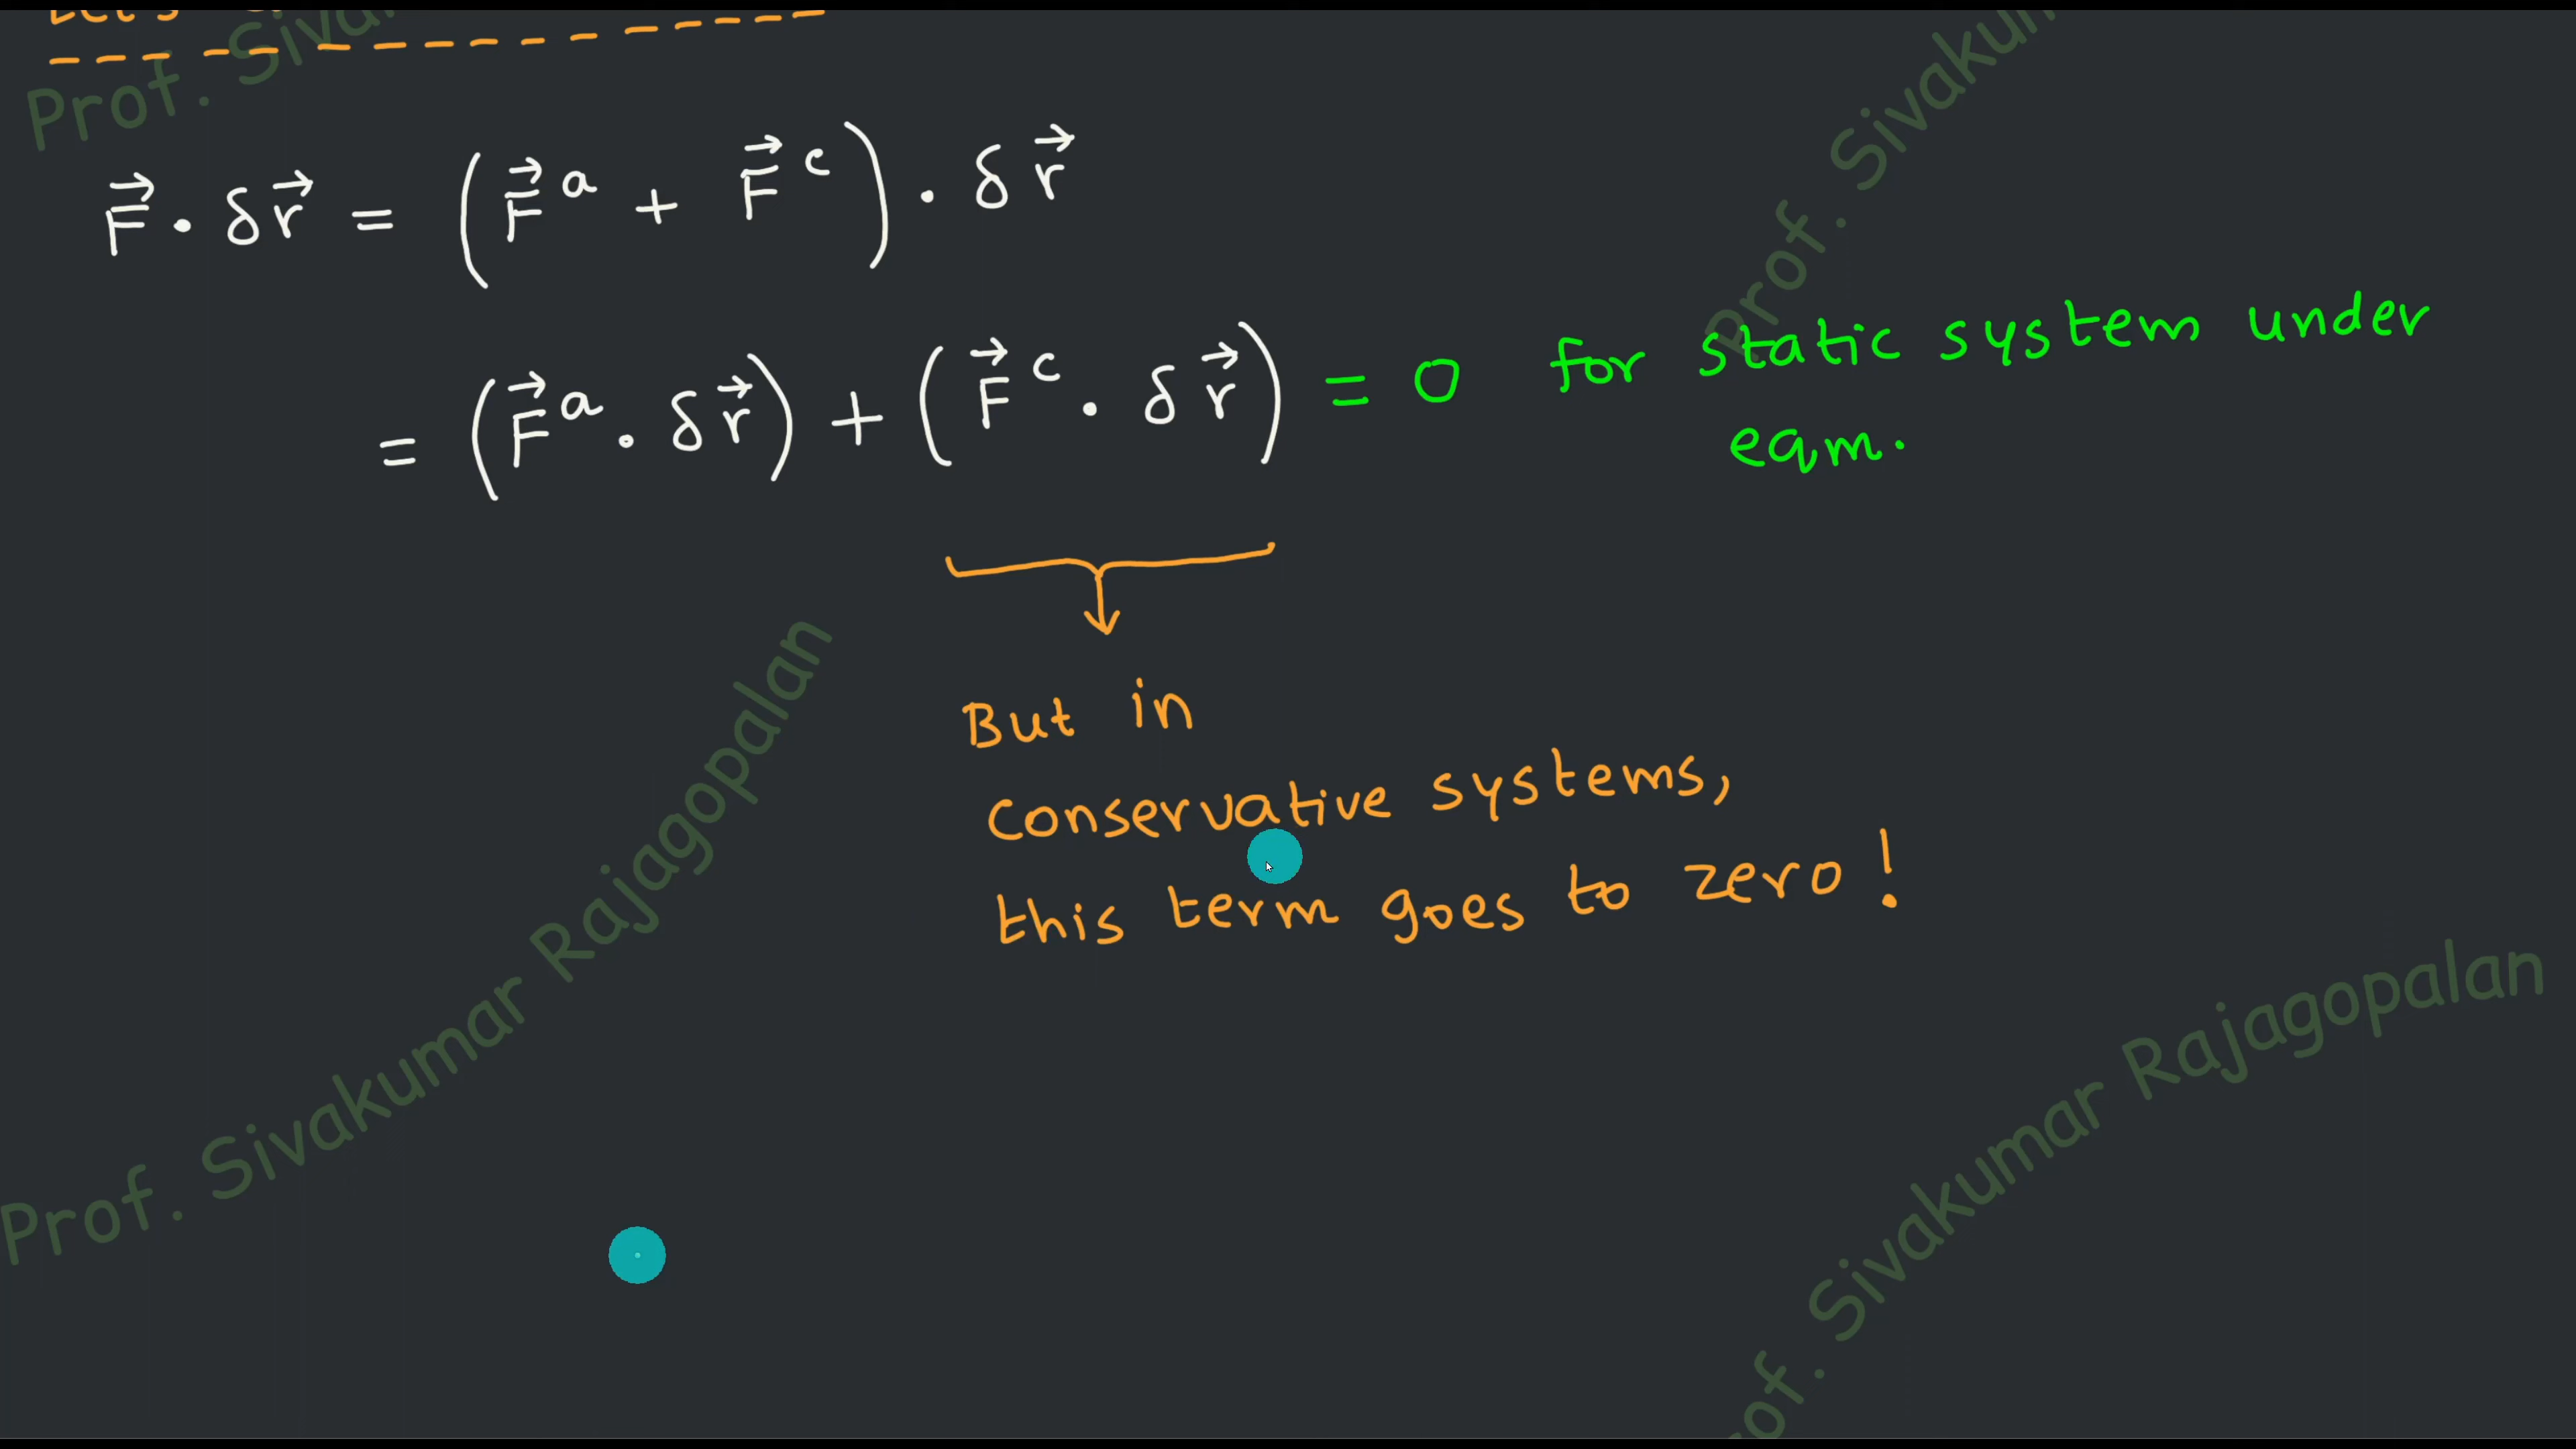 Let's
F⃗ · δr⃗ = (F⃗ᵃ + F⃗ᶜ) · δr⃗
= (F⃗ᵃ · δr⃗) + (F⃗ᶜ · δr⃗) = 0 for static system under
eqm.
But in
conservative systems,
this term goes to zero!
Prof. Sivakumar Rajagopalan
Prof. Sivakumar Rajagopalan